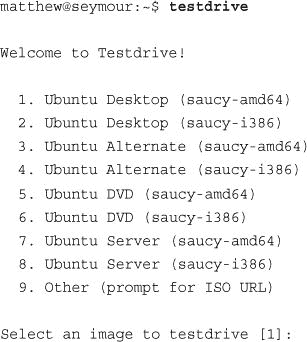 matthew@seymour:~$ testdrive
Welcome to Testdrive!
1. Ubuntu Desktop (saucy-amd64)
2. Ubuntu Desktop (saucy-i386)
3. Ubuntu Alternate (saucy-amd64)
4. Ubuntu Alternate (saucy-i386)
5. Ubuntu DVD (saucy-amd64)
6. Ubuntu DVD (saucy-i386)
7. Ubuntu Server (saucy-amd64)
8. Ubuntu Server (saucy-i386)
9. Other (prompt for ISO URL)
Select an image to testdrive [1]: